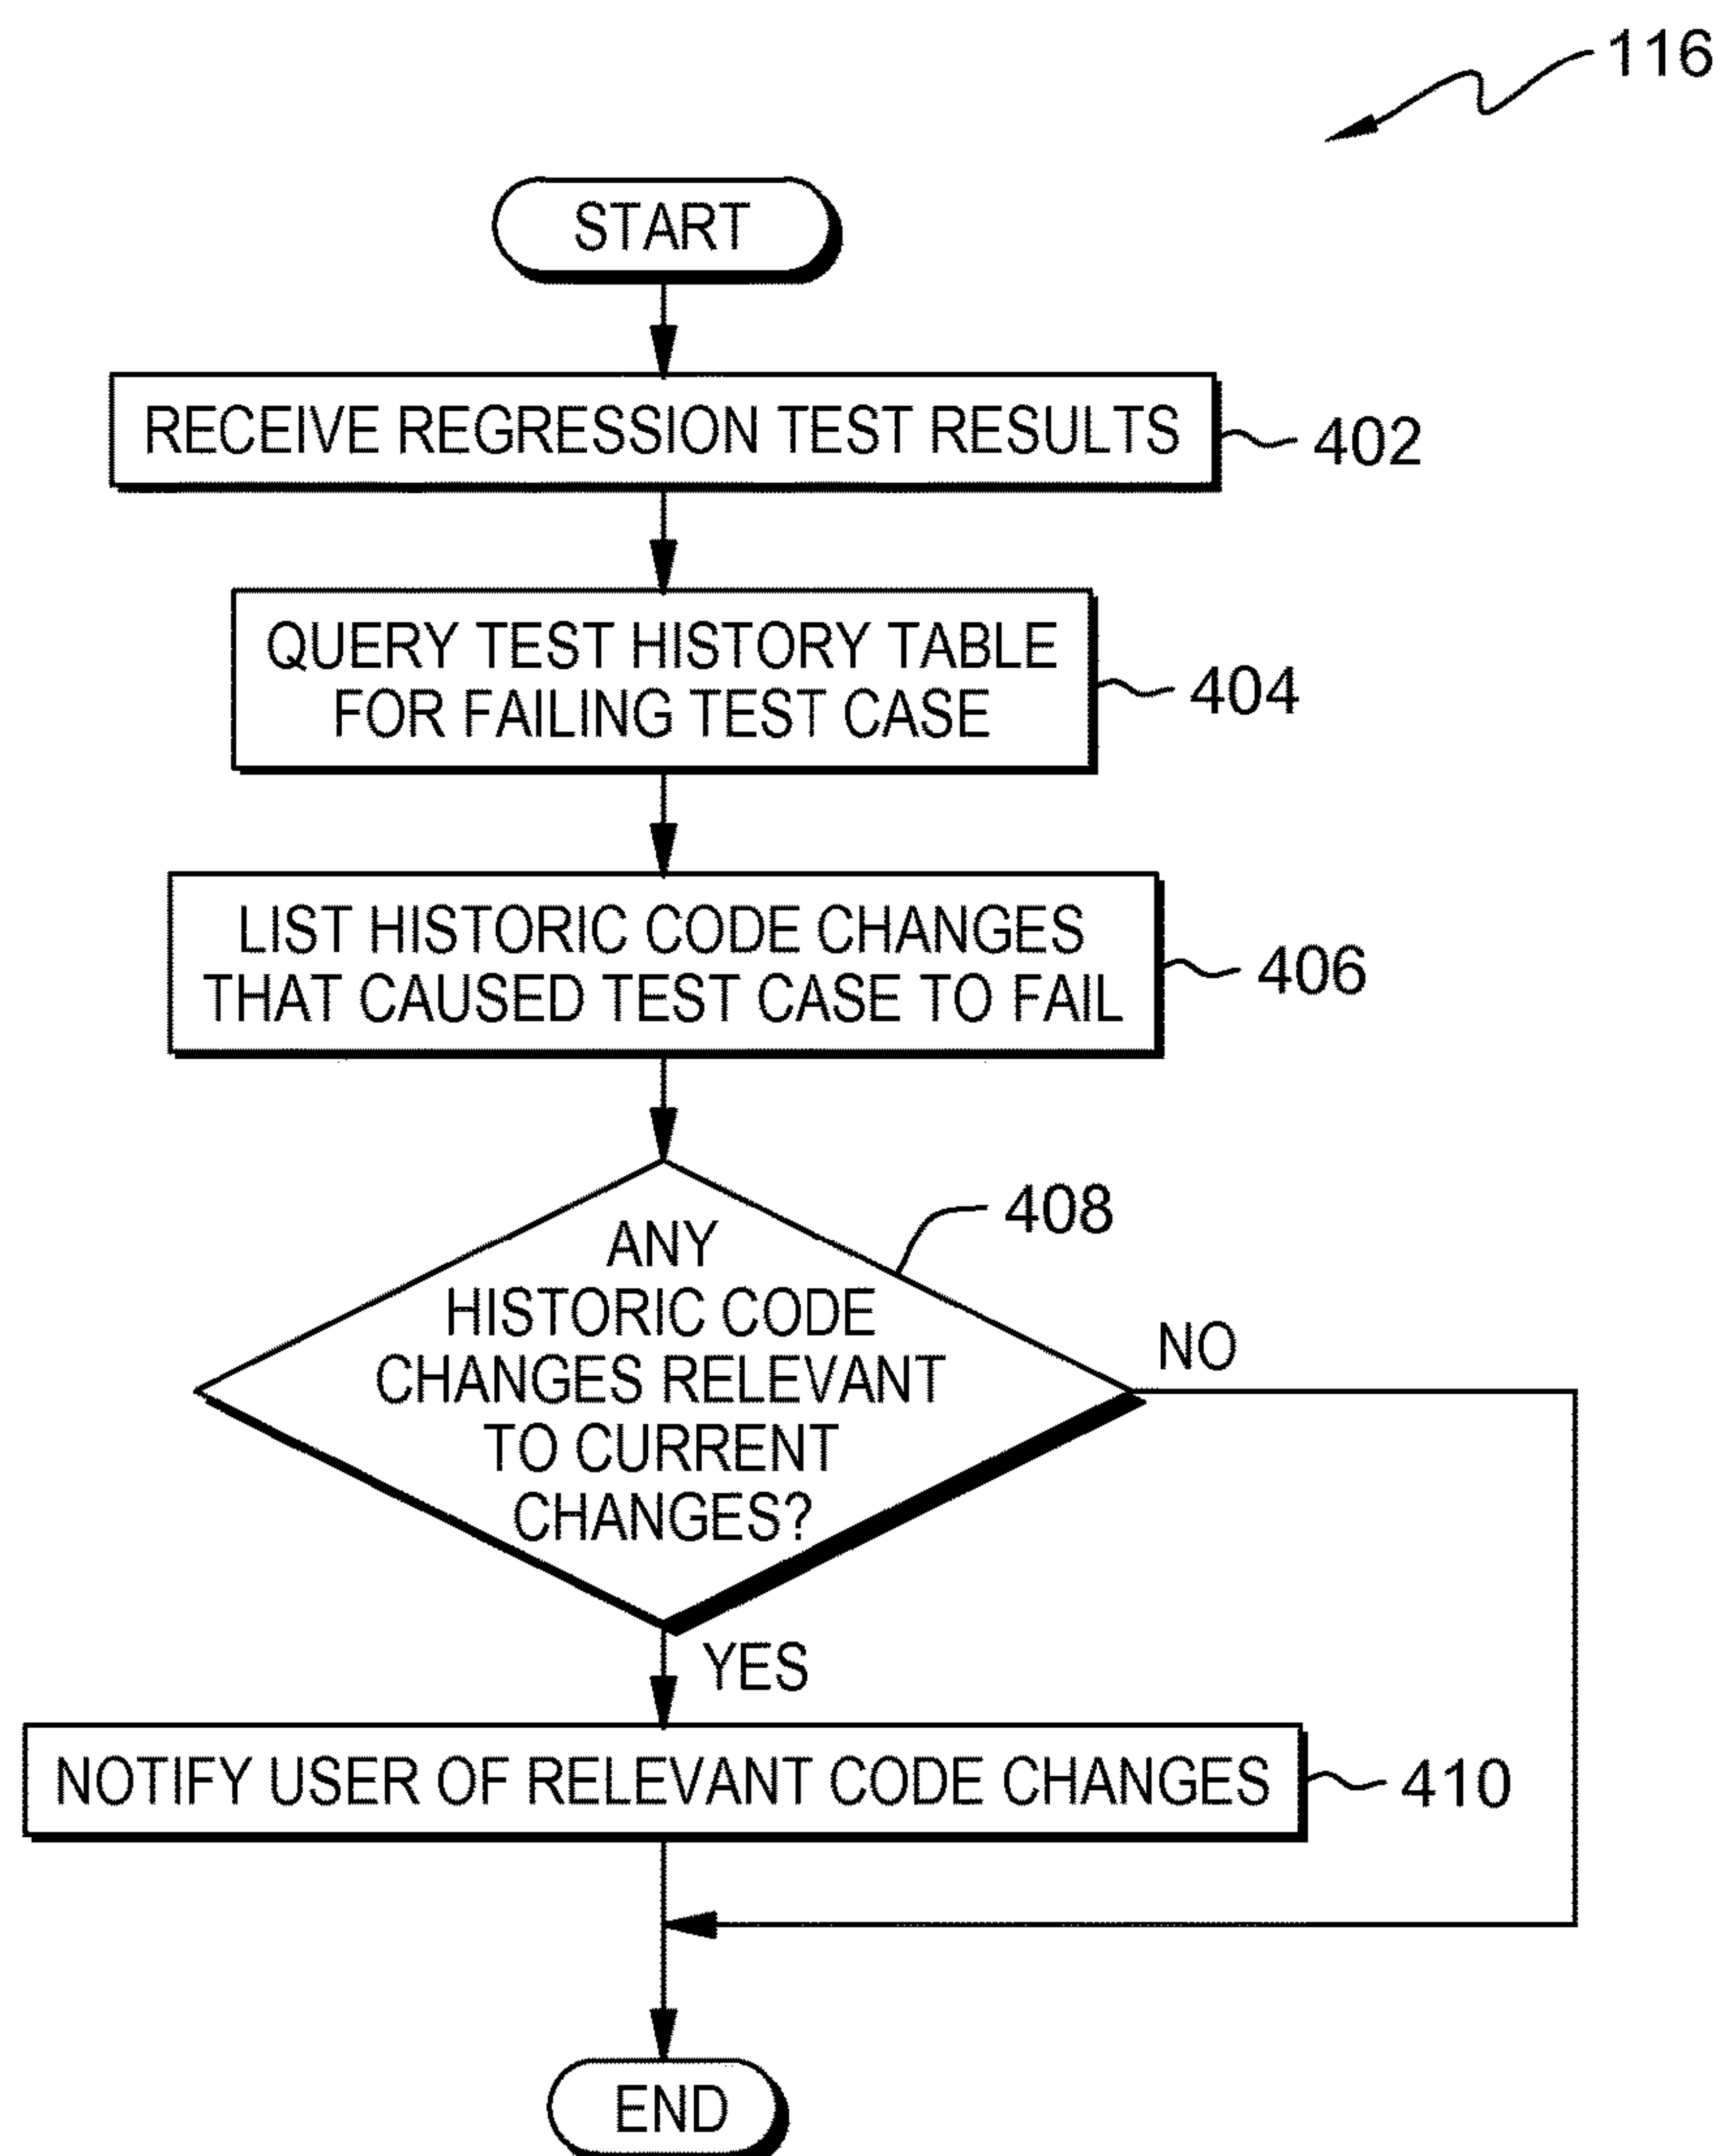 116
START
RECEIVE REGRESSION TEST RESULTS
402
QUERY TEST HISTORY TABLE
FOR FAILING TEST CASE
404
LIST HISTORIC CODE CHANGES
THAT CAUSED TEST CASE TO FAIL
406
408
ANY
HISTORIC CODE
CHANGES RELEVANT
TO CURRENT
CHANGES?
NO
YES
NOTIFY USER OF RELEVANT CODE CHANGES
410
END